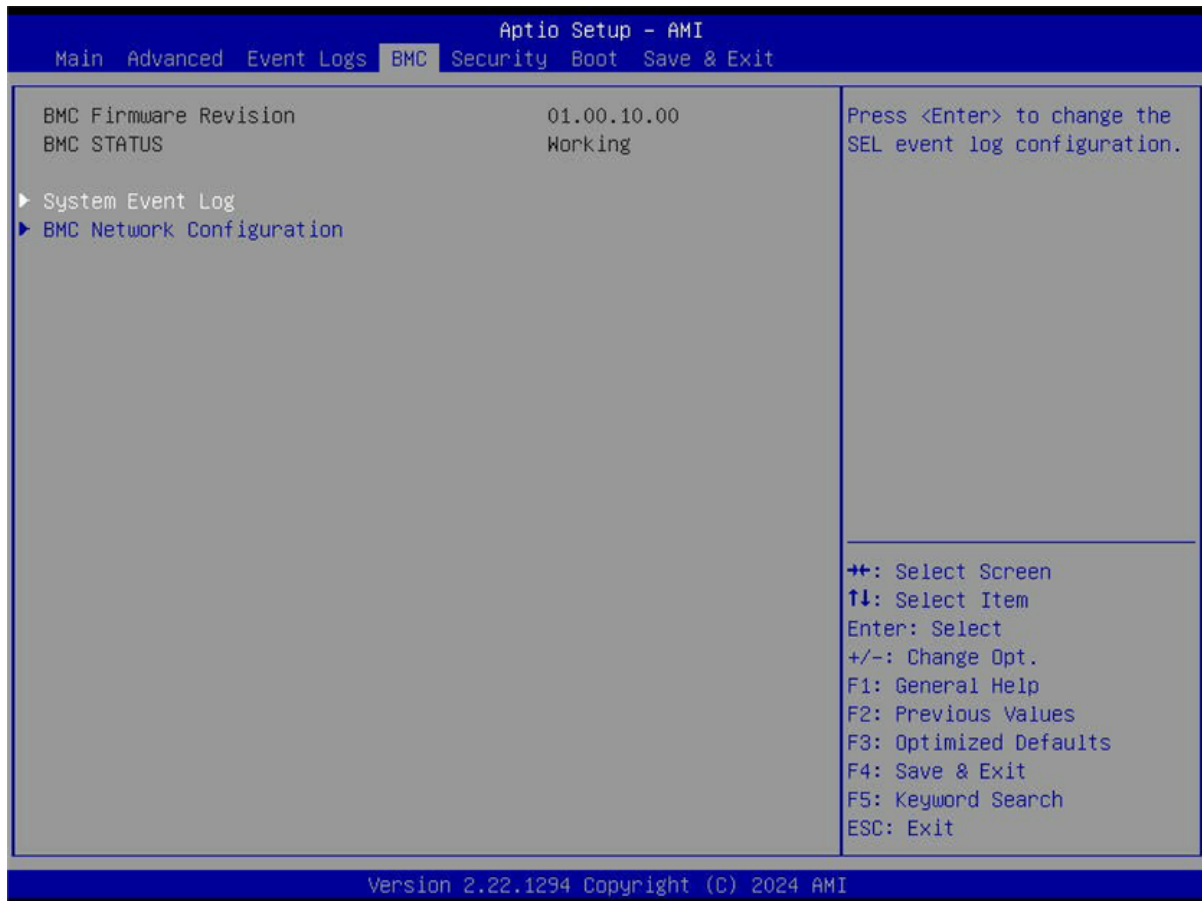 Aptio Setup – AMI
Main Advanced Event Logs BMC Security Boot Save & Exit
BMC Firmware Revision 01.00.10.00
BMC STATUS Working
System Event Log
BMC Network Configuration
Press <Enter> to change the
SEL event log configuration.
→←: Select Screen
↑↓: Select Item
Enter: Select
+/-: Change Opt.
F1: General Help
F2: Previous Values
F3: Optimized Defaults
F4: Save & Exit
F5: Keyword Search
ESC: Exit
Version 2.22.1294 Copyright (C) 2024 AMI